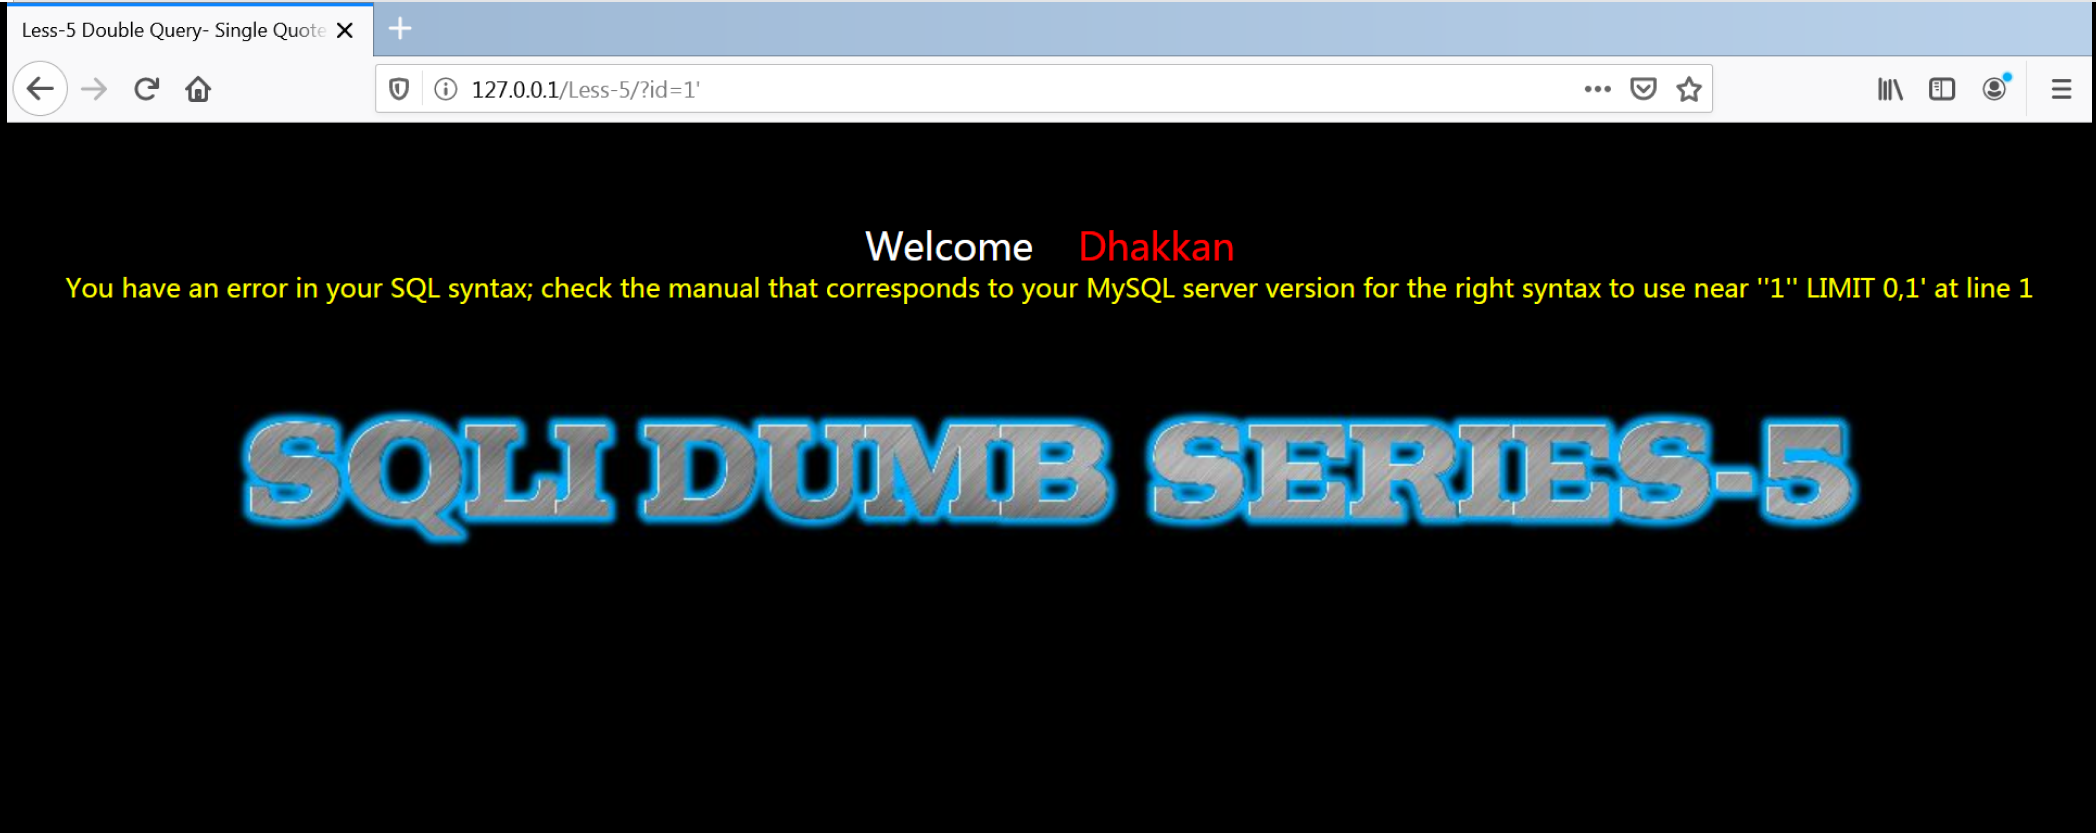 Less-5 Double Query- Single Quote
127.0.0.1/Less-5/?id=1'
Welcome Dhakkan
You have an error in your SQL syntax; check the manual that corresponds to your MySQL server version for the right syntax to use near ''1'' LIMIT 0,1' at line 1
SQLI DUMB SERIES-5